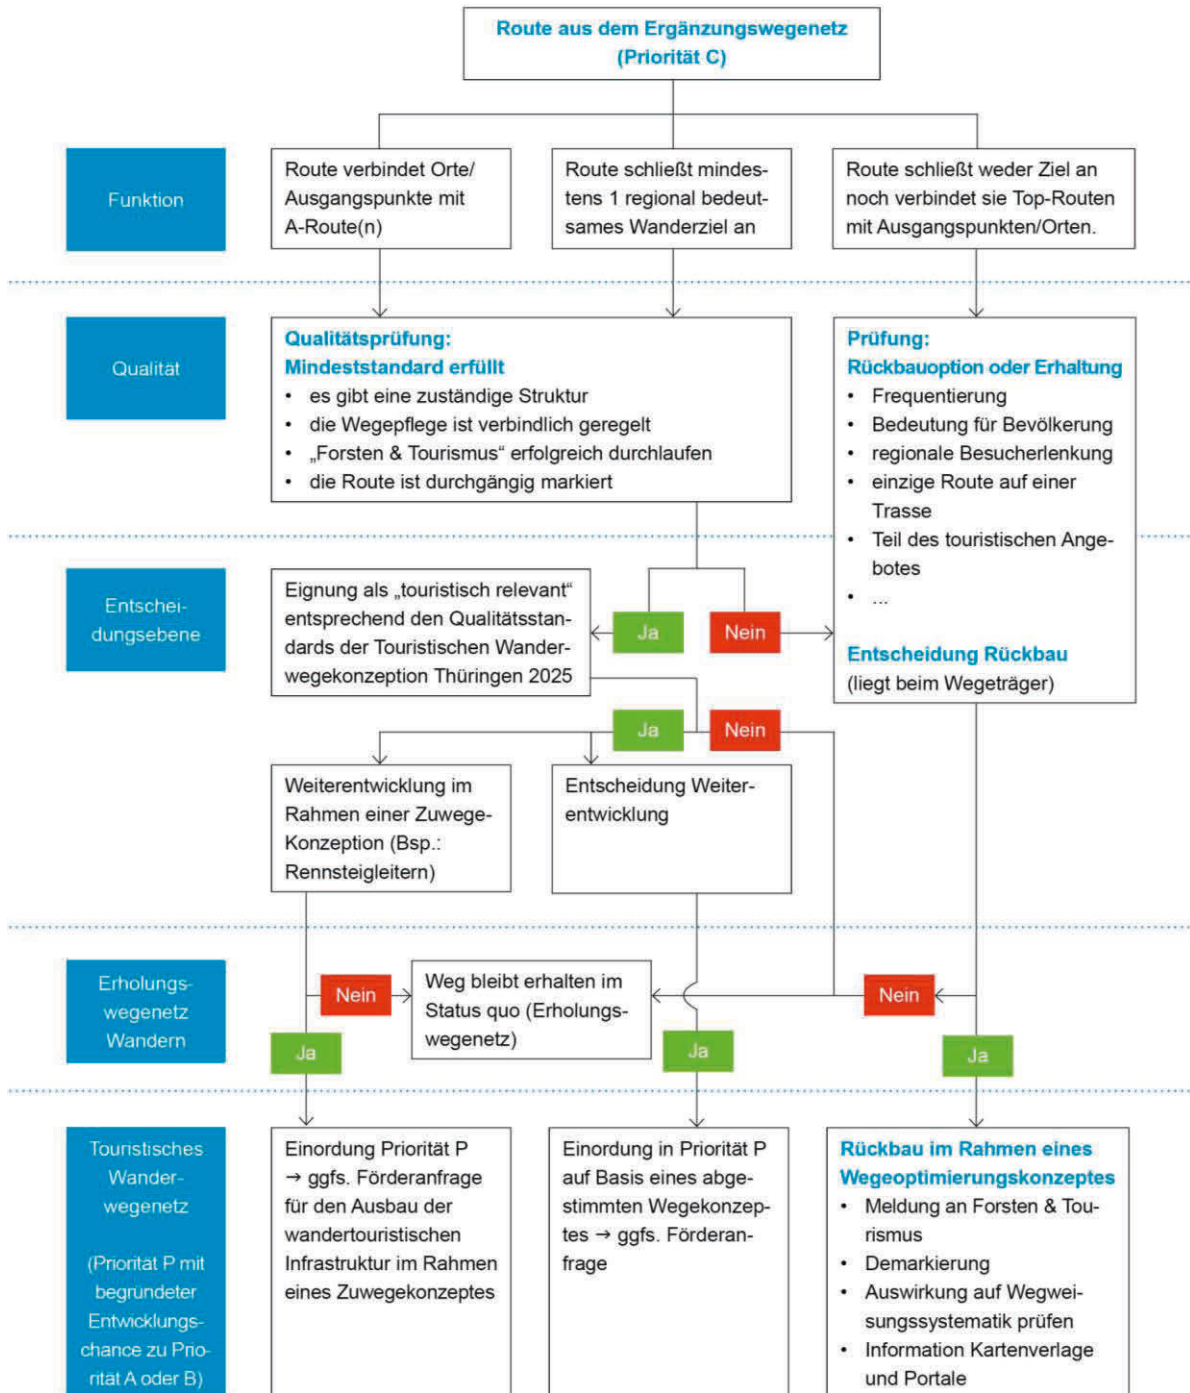 Route aus dem Ergänzungswegenetz
(Priorität C)
Funktion
Route verbindet Orte/
Ausgangspunkte mit
A-Route(n)
Route schließt mindes-
tens 1 regional bedeut-
sames Wanderziel an
Route schließt weder Ziel an
noch verbindet sie Top-Routen
mit Ausgangspunkten/Orten.
Qualität
Qualitätsprüfung:
Mindeststandard erfüllt
• es gibt eine zuständige Struktur
• die Wegepflege ist verbindlich geregelt
• „Forsten & Tourismus“ erfolgreich durchlaufen
• die Route ist durchgängig markiert
Prüfung:
Rückbauoption oder Erhaltung
• Frequentierung
• Bedeutung für Bevölkerung
• regionale Besucherlenkung
• einzige Route auf einer
Trasse
• Teil des touristischen Ange-
botes
• ...
Entscheidung Rückbau
(liegt beim Wegeträger)
Entschei-
dungsebene
Eignung als „touristisch relevant“
entsprechend den Qualitätsstan-
dards der Touristischen Wander-
wegekonzeption Thüringen 2025
Ja
Nein
Ja
Nein
Weiterentwicklung im
Rahmen einer Zuwege-
Konzeption (Bsp.:
Rennsteigleitern)
Entscheidung Weiter-
entwicklung
Erholungs-
wegenetz
Wandern
Nein
Weg bleibt erhalten im
Status quo (Erholungs-
wegenetz)
Nein
Ja
Ja
Ja
Touristisches
Wander-
wegenetz
(Priorität P mit
begründeter
Entwicklungs-
chance zu Prio-
rität A oder B)
Einordung Priorität P
→ ggfs. Förderanfrage
für den Ausbau der
wandertouristischen
Infrastruktur im Rahmen
eines Zuwegekonzeptes
Einordung in Priorität P
auf Basis eines abge-
stimmten Wegekonzep-
tes → ggfs. Förderan-
frage
Rückbau im Rahmen eines
Wegeoptimierungskonzeptes
• Meldung an Forsten & Tou-
rismus
• Demarkierung
• Auswirkung auf Wegwei-
sungssystematik prüfen
• Information Kartenverlage
und Portale